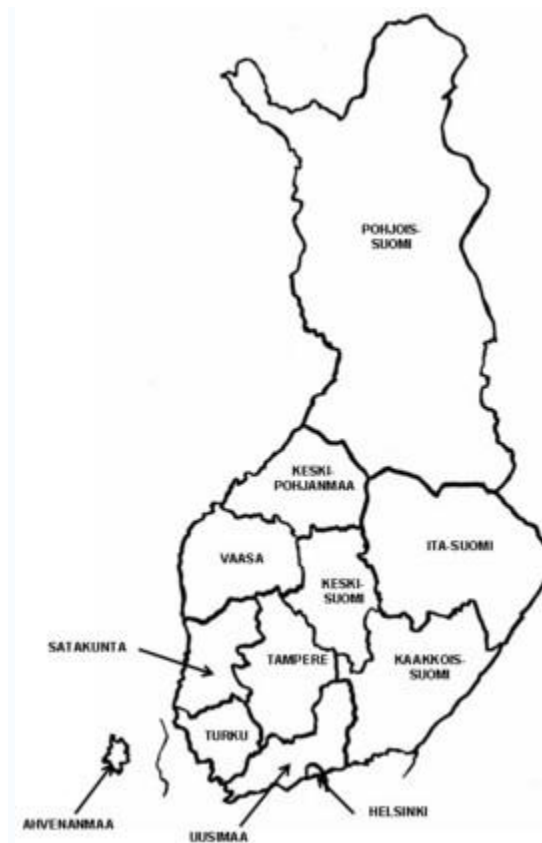 POHJOIS-
SUOMI
KESKI-
POHJANMAA
VAASA
ITA-SUOMI
KESKI-
SUOMI
SATAKUNTA
TAMPERE
KAAKKOIS-
SUOMI
TURKU
AHVENANMAA
UUSIMAA
HELSINKI